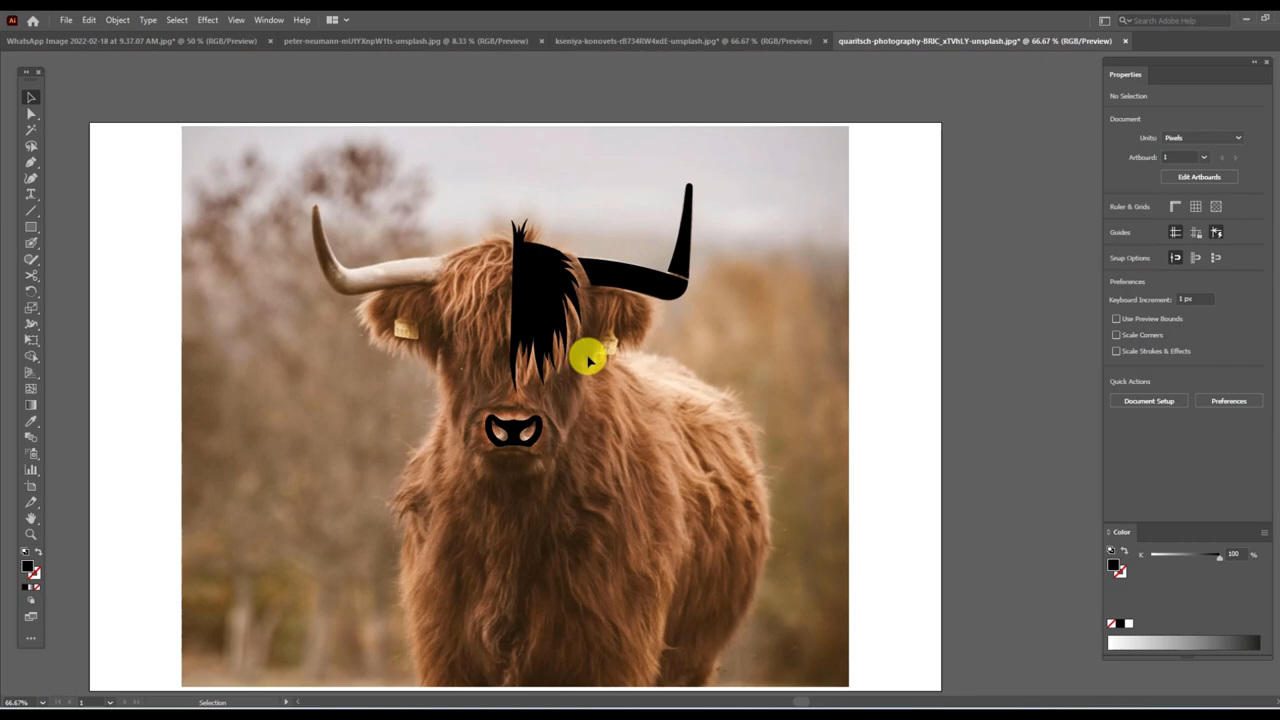 Ai File Edit Object Type Select Effect View Window Help Search Adobe Help
WhatsApp Image 2022-02-18 at 9.37.07 AM.jpg* @ 50 % (RGB/Preview) × peter-neumann-mUtYXnpW1ts-unsplash.jpg @ 8.33 % (RGB/Preview) × kseniya-konovets-rB734RW4xdE-unsplash.jpg* @ 66.67 % (RGB/Preview) × quaritsch-photography-BRlC_xTVhLY-unsplash.jpg* @ 66.67 % (RGB/Preview) ×
Properties
No Selection
Document
Units: Pixels
Artboard: 1
Edit Artboards
Ruler & Grids
Guides
Snap Options
Preferences
Keyboard Increment: 1 px
Use Preview Bounds
Scale Corners
Scale Strokes & Effects
Quick Actions
Document Setup Preferences
Color
K 100 %
66.67% 1 Selection